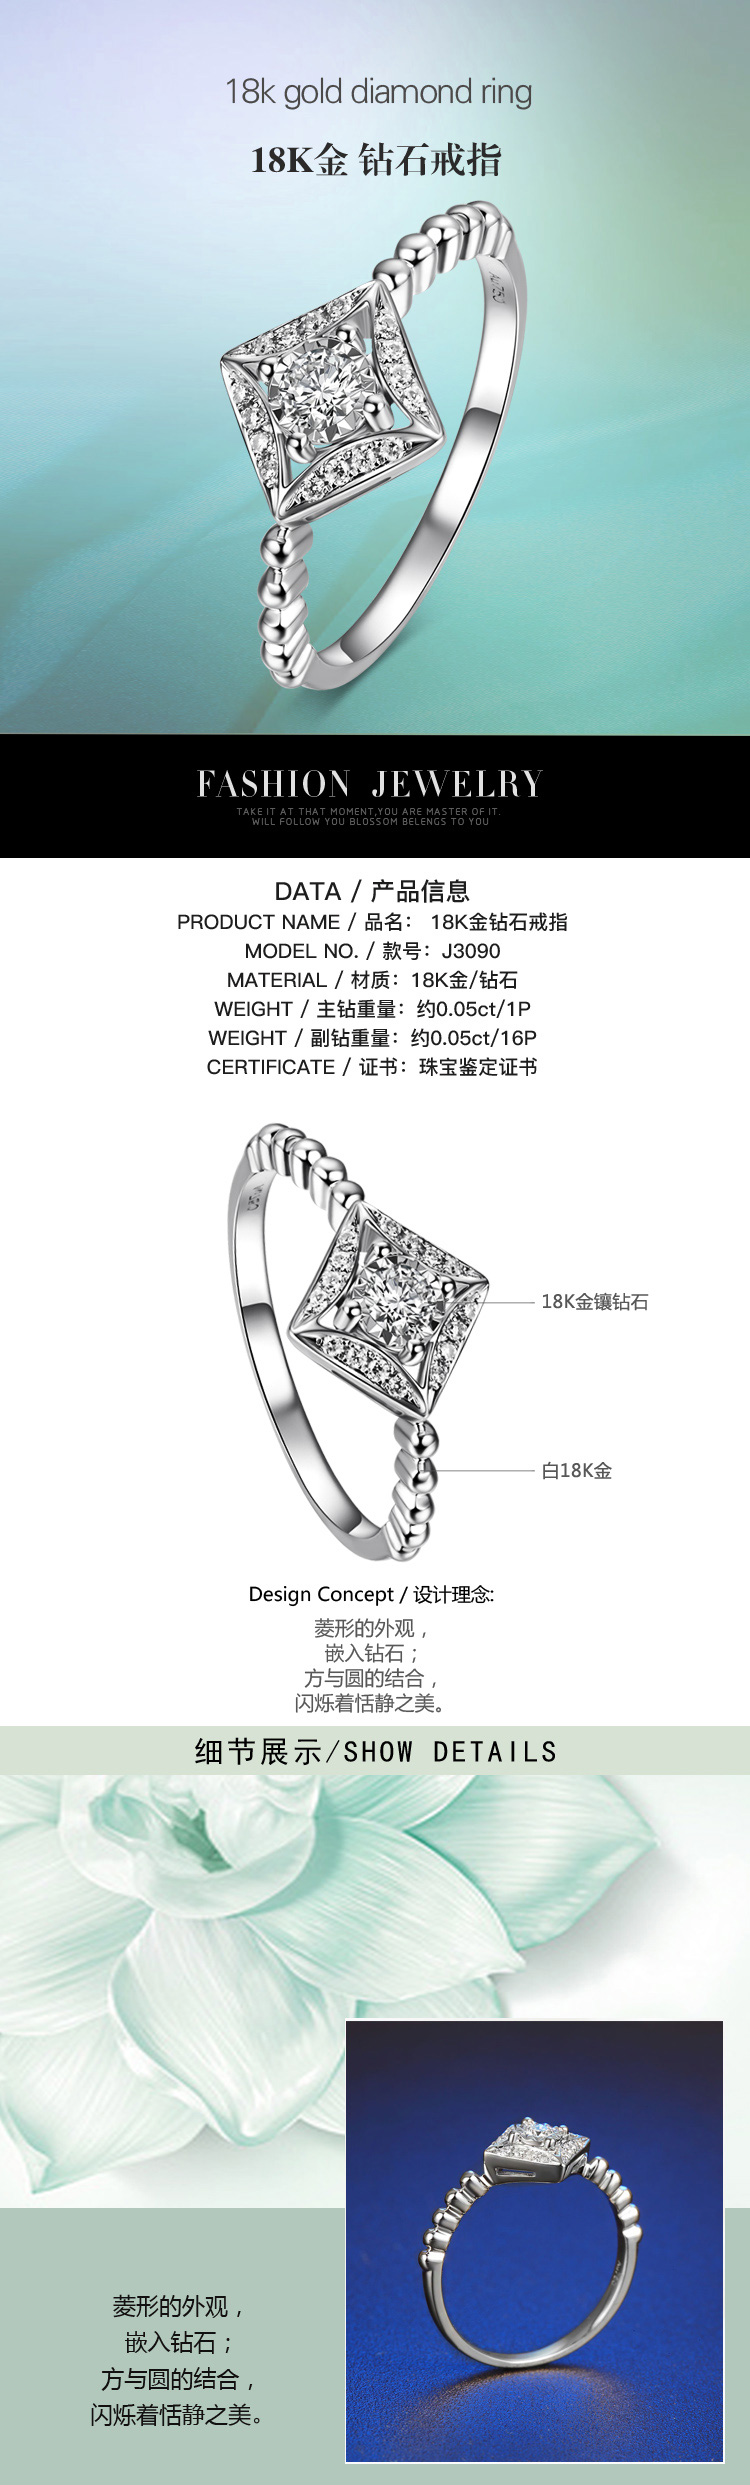 18k gold diamond ring
18K金 钻石戒指
Au750
FASHION JEWELRY
TAKE IT AT THAT MOMENT,YOU ARE MASTER OF IT.
WILL FOLLOW YOU BLOSSOM BELENGS TO YOU
DATA / 产品信息
PRODUCT NAME / 品名： 18K金钻石戒指
MODEL NO. / 款号：J3090
MATERIAL / 材质：18K金/钻石
WEIGHT / 主钻重量：约0.05ct/1P
WEIGHT / 副钻重量：约0.05ct/16P
CERTIFICATE / 证书：珠宝鉴定证书
18K金镶钻石
白18K金
Design Concept / 设计理念:
菱形的外观，
嵌入钻石；
方与圆的结合，
闪烁着恬静之美。
细节展示/SHOW DETAILS
菱形的外观，
嵌入钻石；
方与圆的结合，
闪烁着恬静之美。